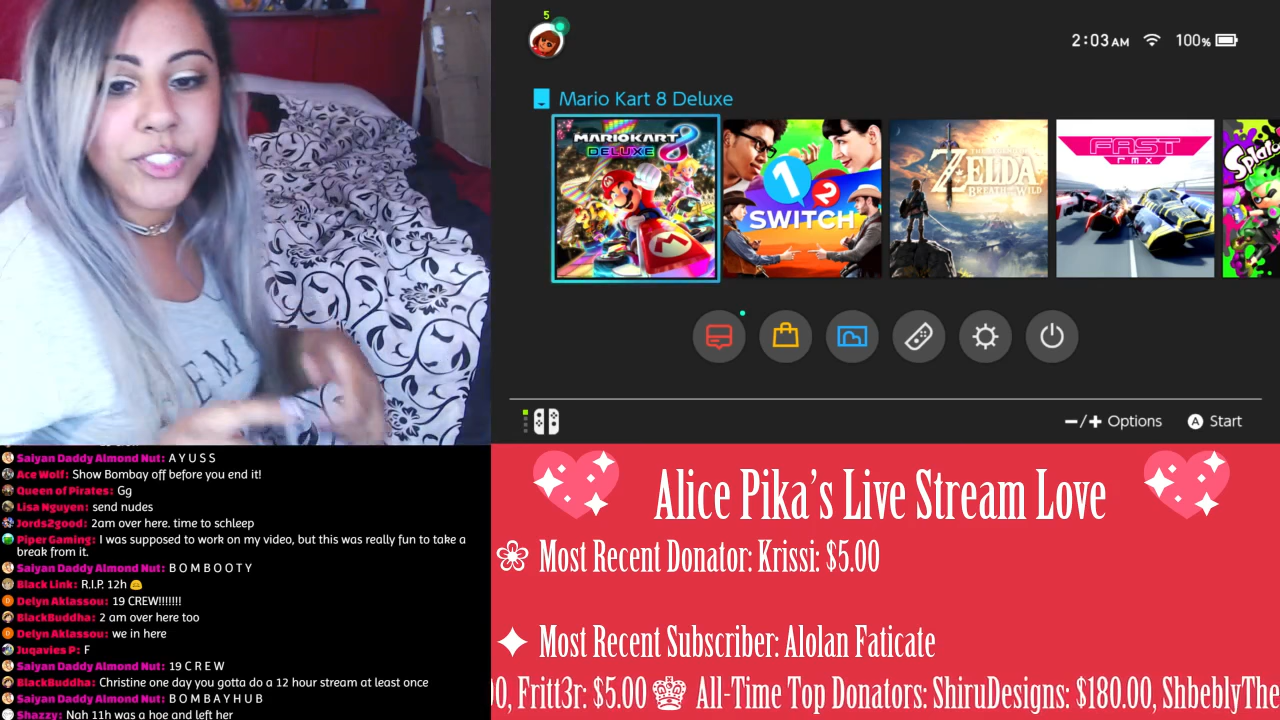 5
2:03 AM 100%
Mario Kart 8 Deluxe
MARIOKART 8
DELUXE
1 2
SWITCH
THE LEGEND OF
ZELDA
BREATH OF THE WILD
FAST
rmx
EM
-/+ Options A Start
Saiyan Daddy Almond Nut: A Y U S S
Ace Wolf: Show Bombay off before you end it!
Queen of Pirates: Gg
Lisa Nguyen: send nudes
Jords2good: 2am over here. time to schleep
Piper Gaming: I was supposed to work on my video, but this was really fun to take a
break from it.
Saiyan Daddy Almond Nut: B O M B O O T Y
Black Link: R.I.P. 12h
Delyn Aklassou: 19 CREW!!!!!!!
BlackBuddha: 2 am over here too
Delyn Aklassou: we in here
Juqavies P: F
Saiyan Daddy Almond Nut: 19 C R E W
BlackBuddha: Christine one day you gotta do a 12 hour stream at least once
Saiyan Daddy Almond Nut: B O M B A Y H U B
Shazzy: Nah 11h was a hoe and left her
Alice Pika's Live Stream Love
Most Recent Donator: Krissi: $5.00
Most Recent Subscriber: Alolan Faticate
0, Fritt3r: $5.00 All-Time Top Donators: ShiruDesigns: $180.00, ShbeblyThe